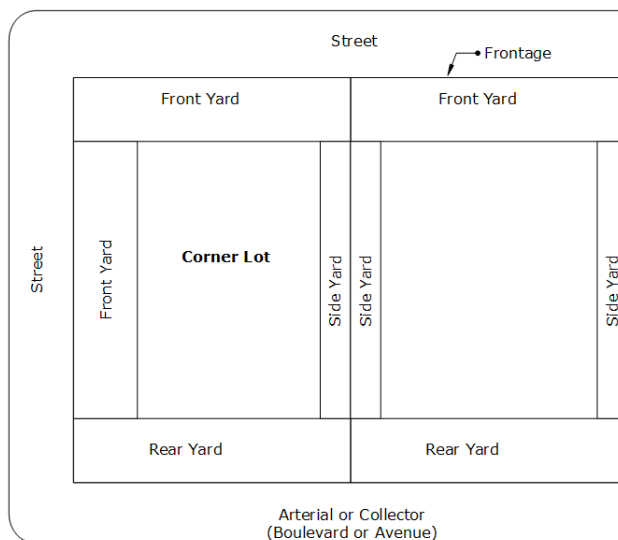 Street
Frontage
Front Yard
Front Yard
Street
Front Yard
Corner Lot
Side Yard
Side Yard
Side Yard
Rear Yard
Rear Yard
Arterial or Collector
(Boulevard or Avenue)